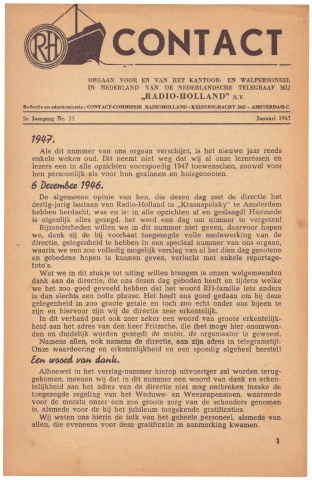 RH
CONTACT
ORGAAN VOOR EN VAN HET KANTOOR- EN WALPERSONEEL
IN NEDERLAND VAN DE NEDERLANDSCHE TELEGRAAF MIJ
„RADIO-HOLLAND” N.V.
Redactie en administratie: CONTACT-COMMISSIE RADIOHOLLAND - KEIZERSGRACHT 562 - AMSTERDAM-C.
2e Jaargang Nr. 11 Januari 1947
1947.
Als dit nummer van ons orgaan verschijnt, is het nieuwe jaar reeds
enkele weken oud. Dit neemt niet weg dat wij al onze lezeressen en
lezers een in alle opzichten voorspoedig 1947 toewenschen, zoowel voor
hen persoonlijk als voor hun gezinnen en huisgenooten.
6 December 1946.
De algemeene opinie van hen, die dezen dag met de directie het
dertig-jarig bestaan van Radio-Holland in „Krasnapolsky” te Amsterdam
hebben herdacht, was en is: in alle opzichten af en geslaagd! Hiermede
is eigenlijk alles gezegd, het werd een dag om nimmer te vergeten!
Bijzonderheden willen we in dit nummer niet geven, daarvoor hopen
we, dank zij de bij voorbaat toegezegde volle medewerking van de
directie, gelegenheid te hebben in een speciaal nummer van ons orgaan,
waarin we een zoo volledig mogelijk verslag van al het dien dag genotene
en gebodene hopen te kunnen geven, verlucht met enkele reportage-
foto's.
Wat we in dit stukje tot uiting willen brengen is onzen welgemeenden
dank aan de directie, die ons dezen dag geboden heeft en tijdens welke
we het zoo goed gevoeld hebben dat het woord RH-familie iets anders
is dan slechts een holle phrase. Het heeft ons goed gedaan om bij deze
gelegenheid in zoo groote getale en toch zoo echt onder ons bijeen te
zijn en hiervoor zijn wij de directie zeer erkentelijk.
In dit verband past ook zeer zeker een woord van groote erkentelijk-
heid aan het adres van den Heer Fritzsche, die (het moge hier onomwon-
den en duidelijk worden gezegd) de motor, de organisator is geweest.
Namens allen, ook namens de directie, aan zijn adres in telegramstijl:
Onze waardeering en erkentelijkheid en een spoedig algeheel herstel!
Een woord van dank.
Alhoewel in het verslag-nummer hierop uitvoeriger zal worden terug-
gekomen, meenen wij dat in dit nummer een woord van dank en erken-
telijkheid aan het adres van de directie niet mag ontbreken inzake de
toegezegde regeling van het Weduwe- en Weezenpensioen, waarmede
voor de meeste onzer een zoo groote zorg van de schouders genomen
is, alsmede voor de bij het jubileum toegekende gratificaties.
Wij weten ons hierin de tolk van het geheele personeel, alsmede van
allen, die eveneens voor deze gratificatie in aanmerking kwamen.
1